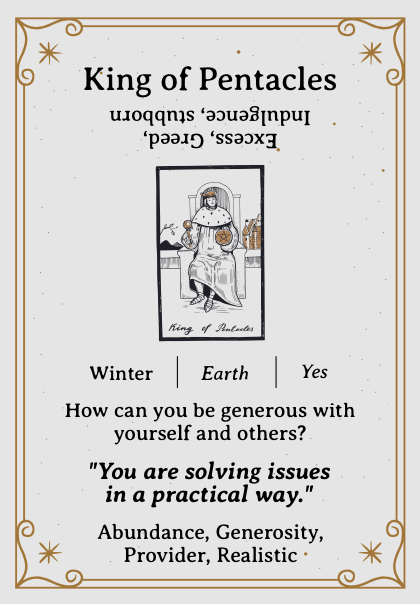 King of Pentacles
Excess, Greed,
Indulgence, stubborn
King of Pentacles
Winter
Earth
Yes
How can you be generous with
yourself and others?
"You are solving issues
in a practical way."
Abundance, Generosity,
Provider, Realistic